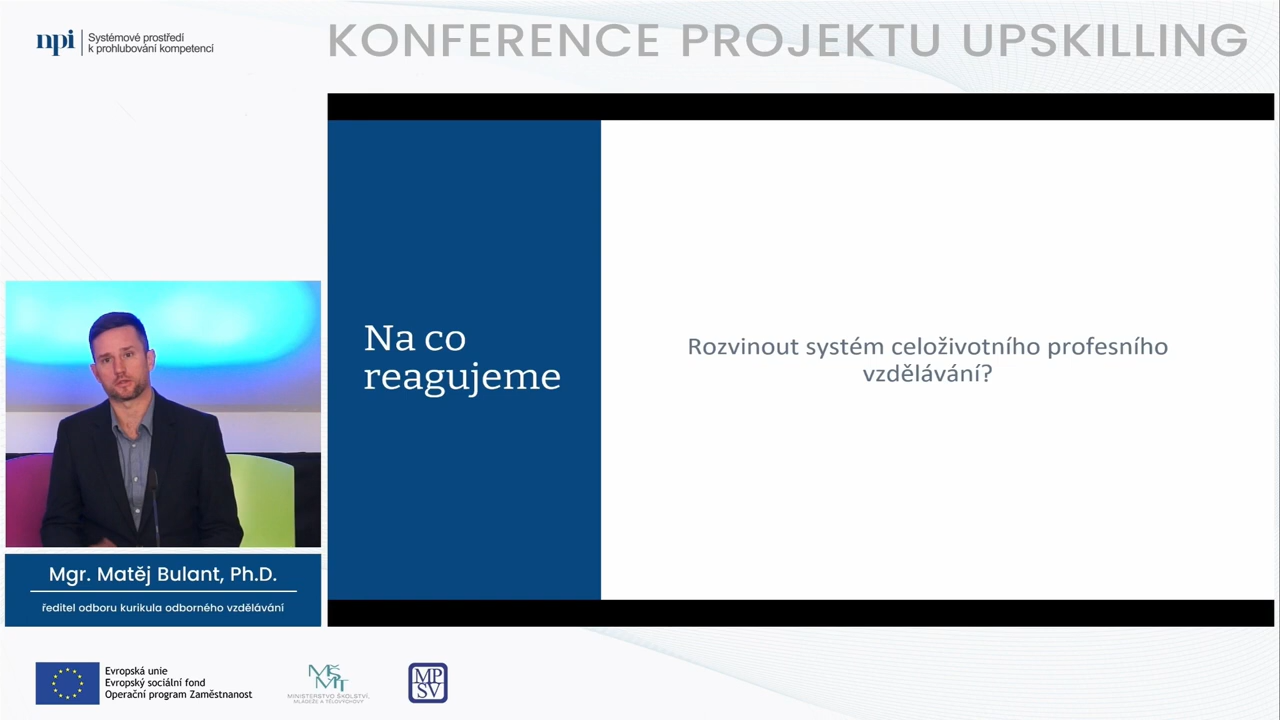 npi
Systémové prostředí
k prohlubování kompetencí
KONFERENCE PROJEKTU UPSKILLING
Na co
reagujeme
Rozvinout systém celoživotního profesního
vzdělávání?
Mgr. Matěj Bulant, Ph.D.
ředitel odboru kurikula odborného vzdělávání
Evropská unie
Evropský sociální fond
Operační program Zaměstnanost
MŠMT
MINISTERSTVO ŠKOLSTVÍ,
MLÁDEŽE A TĚLOVÝCHOVY
MP
SV